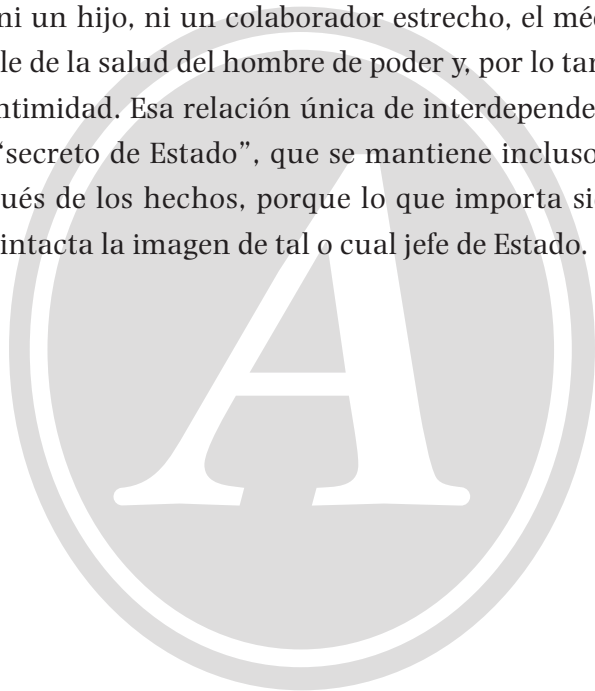 ni un hijo, ni un colaborador estrecho, el méd
le de la salud del hombre de poder y, por lo tan
ntimidad. Esa relación única de interdepende
“secreto de Estado”, que se mantiene incluso
ués de los hechos, porque lo que importa si
intacta la imagen de tal o cual jefe de Estado.
A